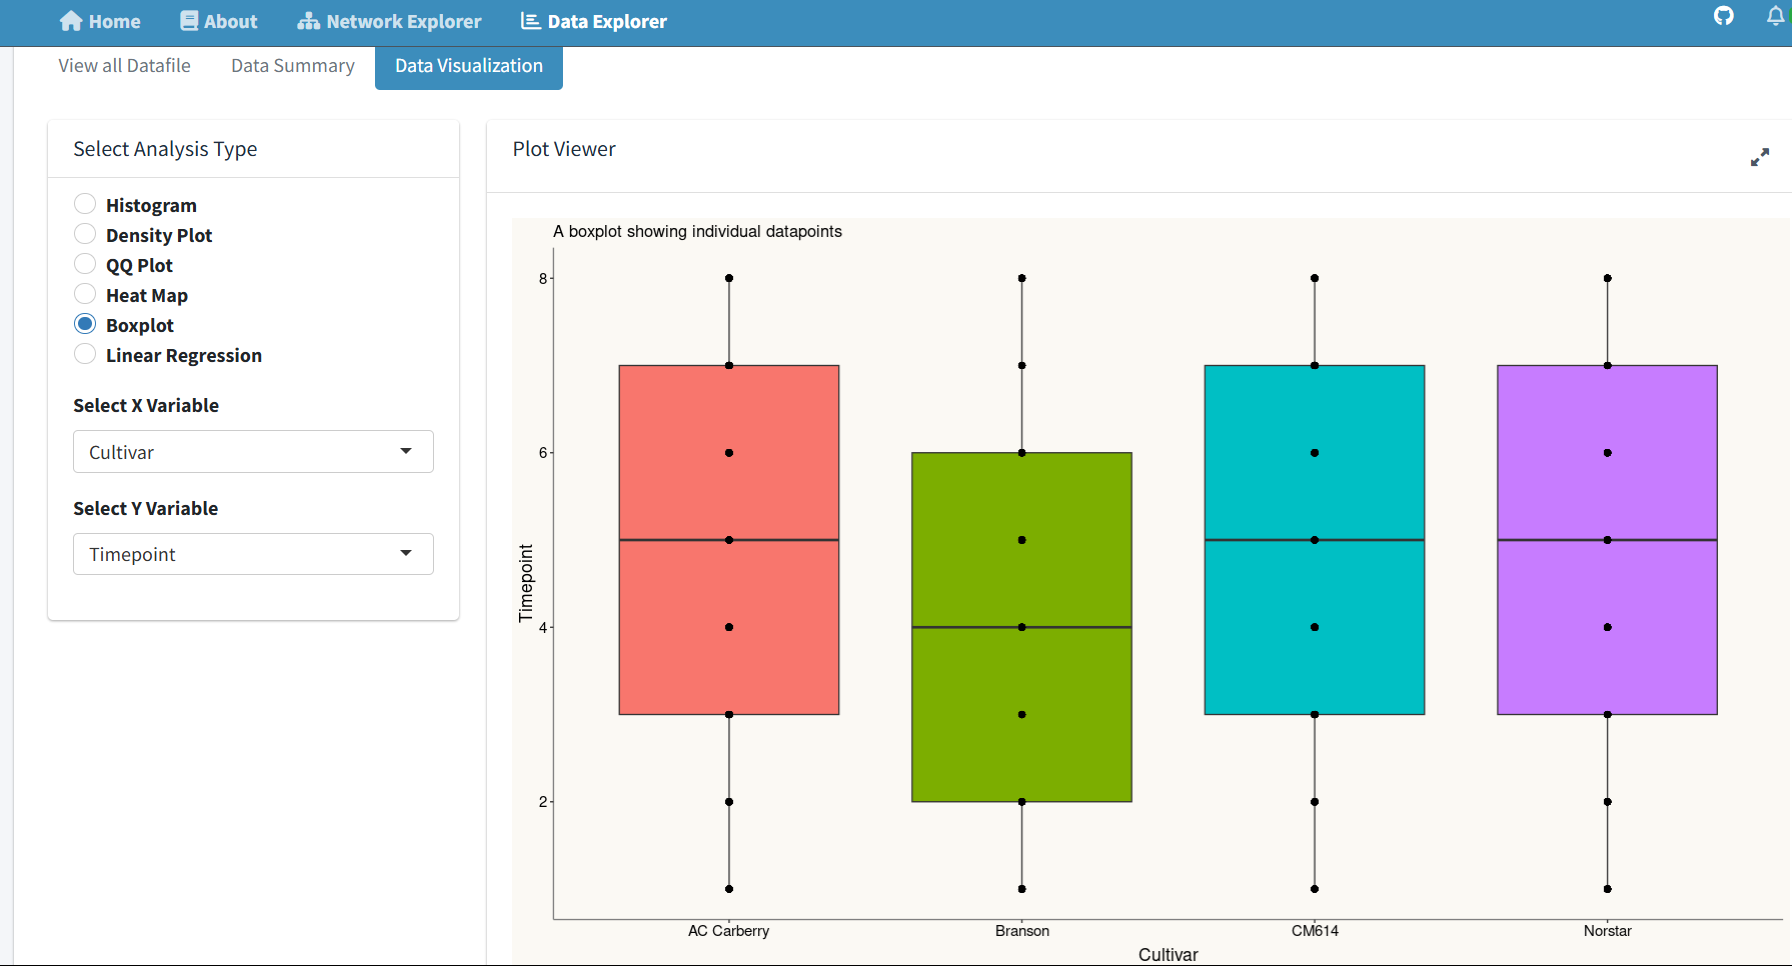 Home About Network Explorer Data Explorer
View all Datafile Data Summary Data Visualization
Select Analysis Type
Histogram
Density Plot
QQ Plot
Heat Map
Boxplot
Linear Regression
Select X Variable
Cultivar
Select Y Variable
Timepoint
Plot Viewer
A boxplot showing individual datapoints
8
6
4
2
Timepoint
AC Carberry Branson CM614 Norstar
Cultivar